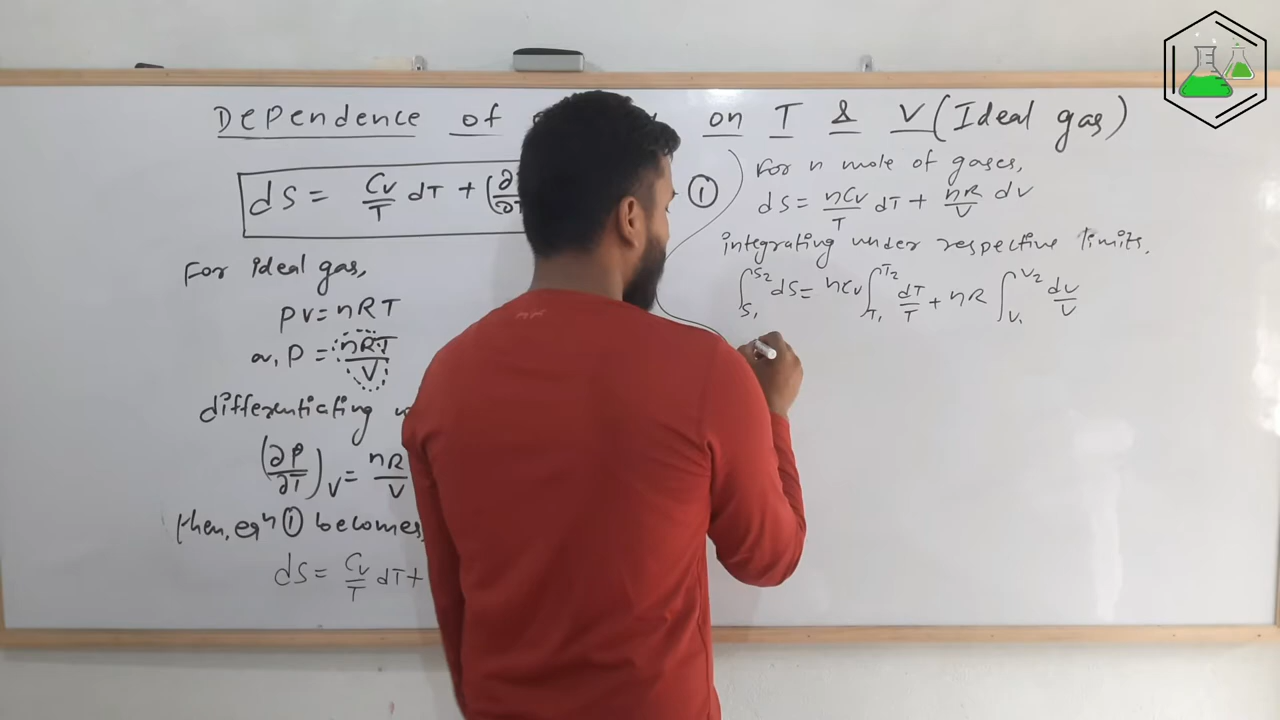 Dependence of on T & V (Ideal gas)
dS = Cv/T dT + (∂ ①
For ideal gas,
PV = nRT
or, P = nRT/V
differentiating
(∂P/∂T)V = nR/V
then, eqⁿ ① becomes,
dS = Cv/T dT +
For n mole of gases,
dS = nCv/T dT + nR/V dV
integrating under respective limits.
∫S₁^S₂ dS = nCv ∫T₁^T₂ dT/T + nR ∫V₁^V₂ dV/V